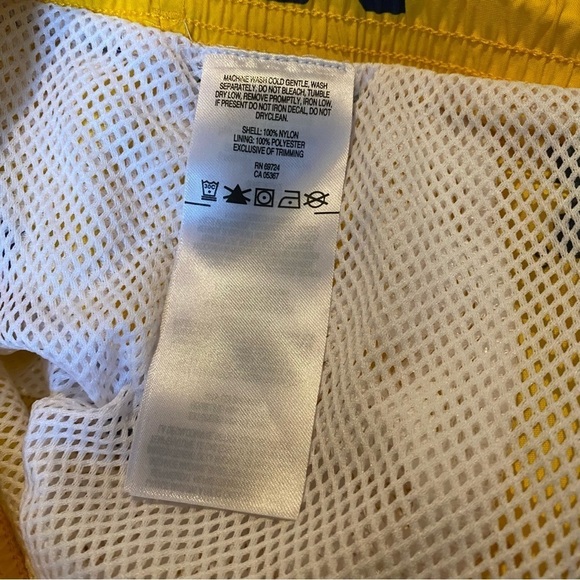 MACHINE WASH COLD GENTLE, WASH
SEPARATELY, DO NOT BLEACH, TUMBLE
DRY LOW, REMOVE PROMPTLY, IRON LOW.
IF PRESENT DO NOT IRON DECAL, DO NOT
DRYCLEAN.
SHELL: 100% NYLON
LINING: 100% POLYESTER
EXCLUSIVE OF TRIMMING
RN 69724
CA 05367